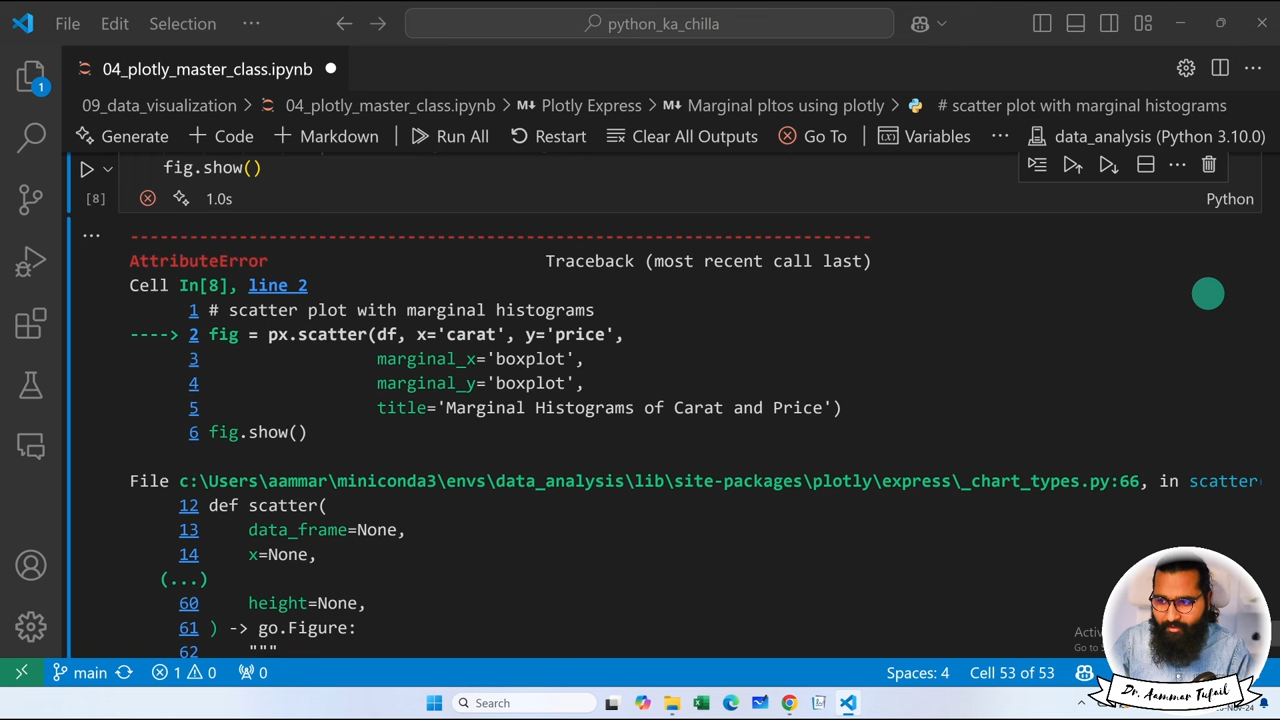 File Edit Selection ... python_ka_chilla
04_plotly_master_class.ipynb
1
09_data_visualization > 04_plotly_master_class.ipynb > Plotly Express > Marginal pltos using plotly > # scatter plot with marginal histograms
Generate + Code + Markdown Run All Restart Clear All Outputs Go To Variables ... data_analysis (Python 3.10.0)
fig.show()
[8] 1.0s Python
------------------------------------------------------------------------
AttributeError Traceback (most recent call last)
Cell In[8], line 2
1 # scatter plot with marginal histograms
----> 2 fig = px.scatter(df, x='carat', y='price',
3 marginal_x='boxplot',
4 marginal_y='boxplot',
5 title='Marginal Histograms of Carat and Price')
6 fig.show()
File c:\Users\aammar\miniconda3\envs\data_analysis\lib\site-packages\plotly\express\_chart_types.py:66, in scatter
12 def scatter(
13 data_frame=None,
14 x=None,
(...)
60 height=None,
61 ) -> go.Figure:
62 """
main 1 0 0 Spaces: 4 Cell 53 of 53
Dr. Aammar Tufail
Search